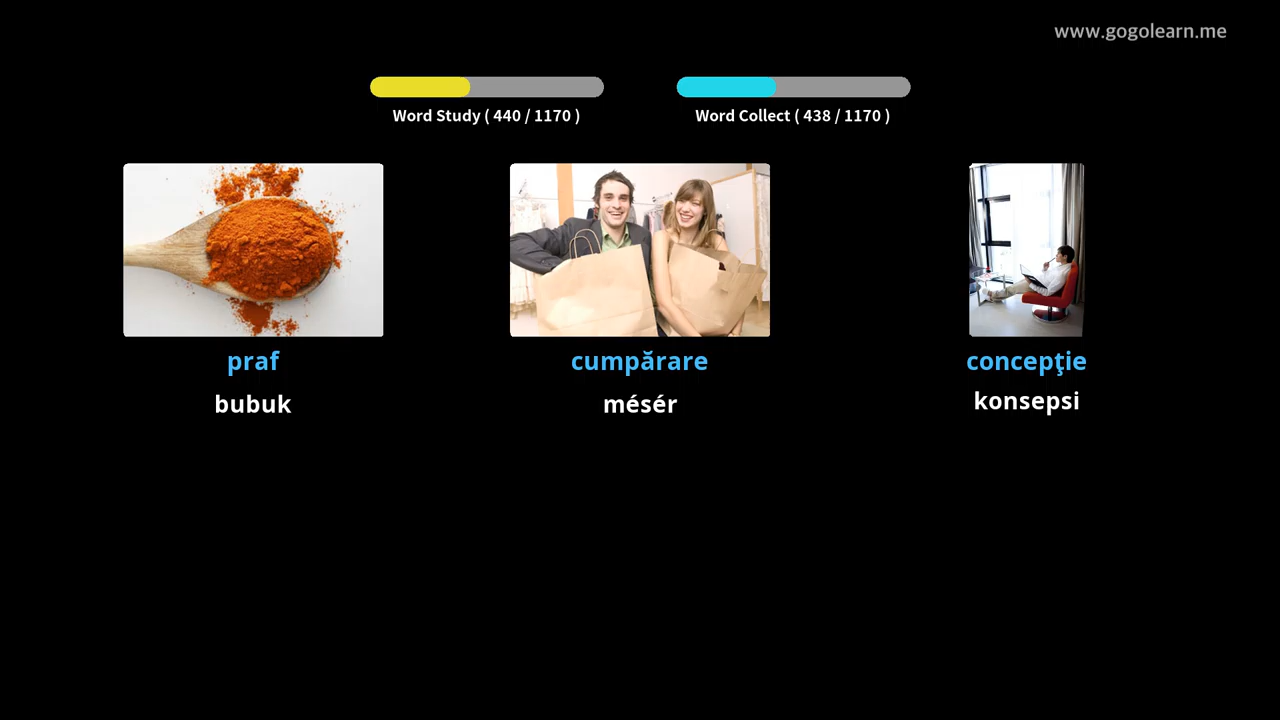 www.gogolearn.me
Word Study ( 440 / 1170 )
Word Collect ( 438 / 1170 )
praf
cumpărare
concepţie
bubuk
mésér
konsepsi